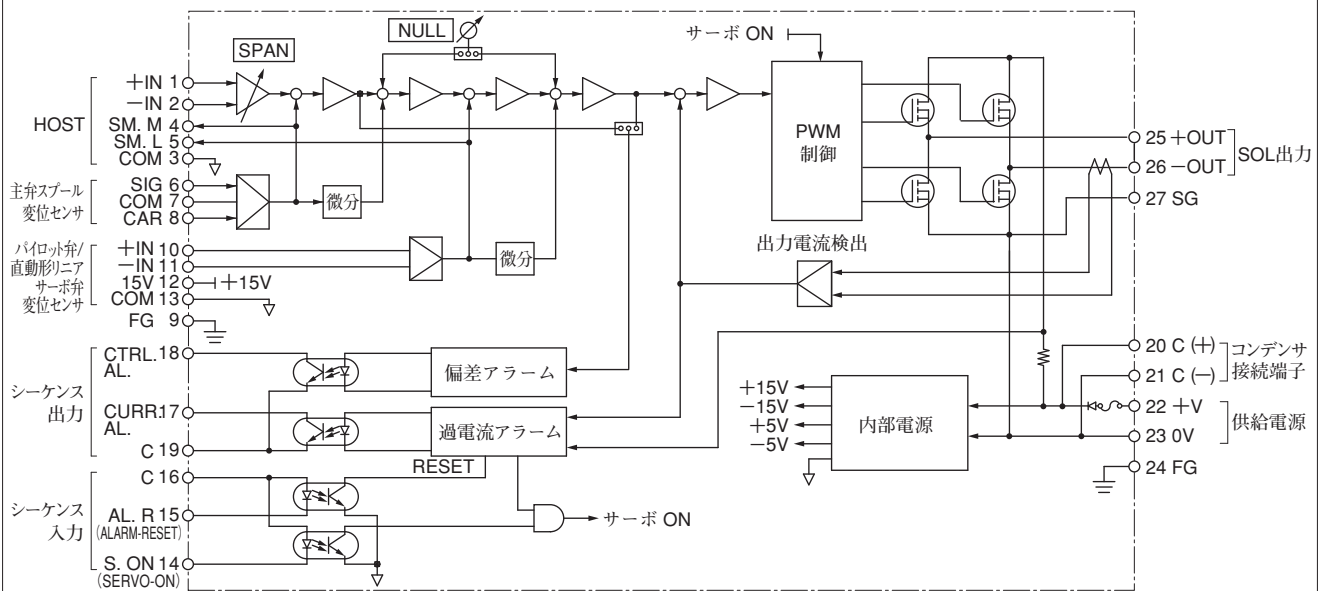 NULL
SPAN
サーボ ON
HOST
+IN 1
−IN 2
SM. M 4
SM. L 5
COM 3
主弁スプール
変位センサ
SIG 6
COM 7
CAR 8
微分
パイロット弁/
直動形リニア
サーボ弁
変位センサ
+IN 10
−IN 11
15V 12
+15V
COM 13
微分
FG 9
PWM
制御
25 +OUT
26 −OUT
SOL出力
27 SG
出力電流検出
シーケンス
出力
CTRL. 18
AL.
CURR. 17
AL.
C 19
偏差アラーム
過電流アラーム
RESET
+15V
−15V
+5V
−5V
内部電源
20 C (+)
21 C (−)
コンデンサ
接続端子
22 +V
23 0V
供給電源
24 FG
シーケンス
入力
C 16
AL. R 15
(ALARM-RESET)
S. ON 14
(SERVO-ON)
サーボ ON